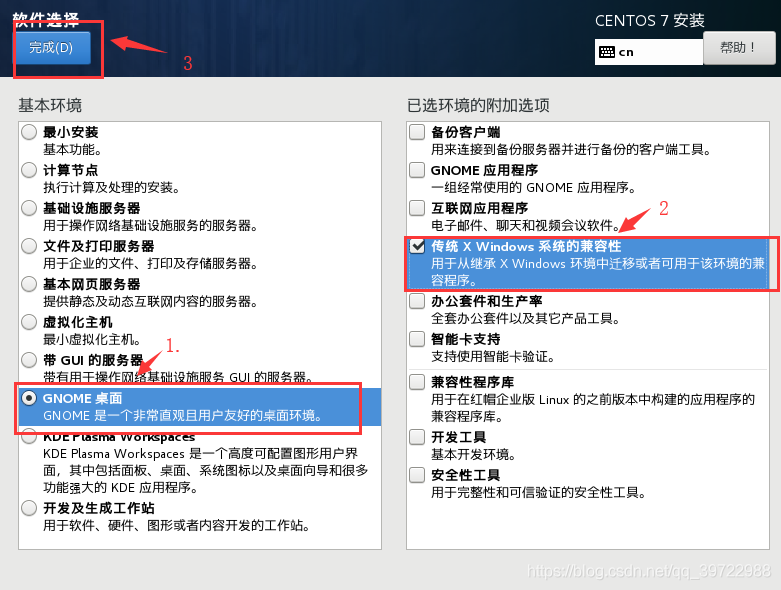 软件选择
CENTOS 7 安装
完成(D)
cn
帮助！
3
基本环境
已选环境的附加选项
最小安装
基本功能。
计算节点
执行计算及处理的安装。
基础设施服务器
用于操作网络基础设施服务的服务器。
文件及打印服务器
用于企业的文件、打印及存储服务器。
基本网页服务器
提供静态及动态互联网内容的服务器。
虚拟化主机
最小虚拟化主机。
1.
带 GUI 的服务器
带有用于操作网络基础设施服务 GUI 的服务器。
GNOME 桌面
GNOME 是一个非常直观且用户友好的桌面环境。
KDE Plasma Workspaces
KDE Plasma Workspaces 是一个高度可配置图形用户界
面，其中包括面板、桌面、系统图标以及桌面向导和很多
功能强大的 KDE 应用程序。
开发及生成工作站
用于软件、硬件、图形或者内容开发的工作站。
备份客户端
用来连接到备份服务器并进行备份的客户端工具。
GNOME 应用程序
一组经常使用的 GNOME 应用程序。
互联网应用程序
2
电子邮件、聊天和视频会议软件。
传统 X Windows 系统的兼容性
用于从继承 X Windows 环境中迁移或者可用于该环境的兼
容程序。
办公套件和生产率
全套办公套件以及其它产品工具。
智能卡支持
支持使用智能卡验证。
兼容性程序库
用于在红帽企业版 Linux 的之前版本中构建的应用程序的
兼容程序库。
开发工具
基本开发环境。
安全性工具
用于完整性和可信验证的安全性工具。
https://blog.csdn.net/qq_39722988